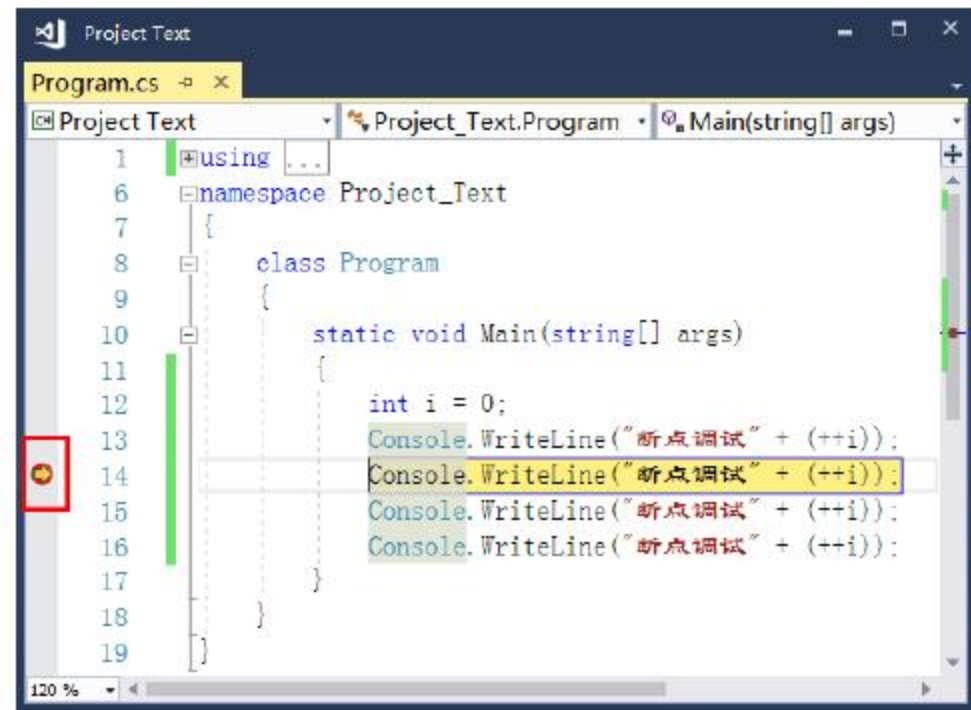 Project Text
Program.cs
Project Text Project_Text.Program Main(string[] args)
1 using ...
6 namespace Project_Text
7 {
8 class Program
9 {
10 static void Main(string[] args)
11 {
12 int i = 0;
13 Console.WriteLine("断点调试" + (++i));
14 Console.WriteLine("断点调试" + (++i));
15 Console.WriteLine("断点调试" + (++i));
16 Console.WriteLine("断点调试" + (++i));
17 }
18 }
19 }
120 %